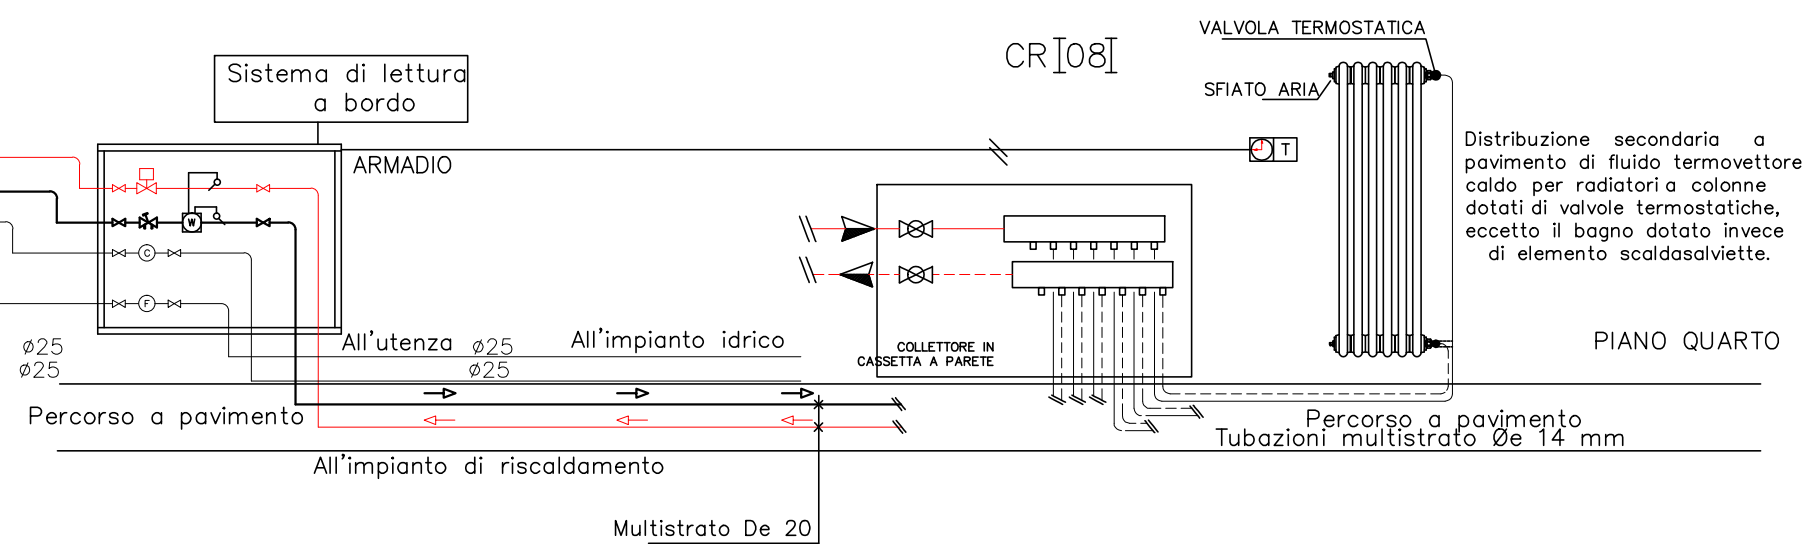 VALVOLA TERMOSTATICA
CR[08]
Sistema di lettura
a bordo
SFIATO ARIA
ARMADIO
T
Distribuzione secondaria a
pavimento di fluido termovettore
caldo per radiatori a colonne
dotati di valvole termostatiche,
eccetto il bagno dotato invece
di elemento scaldasalviette.
W
C
F
ø25
ø25
All'utenza ø25
ø25
All'impianto idrico
COLLETTORE IN
CASSETTA A PARETE
PIANO QUARTO
Percorso a pavimento
Percorso a pavimento
Tubazioni multistrato Øe 14 mm
All'impianto di riscaldamento
Multistrato De 20